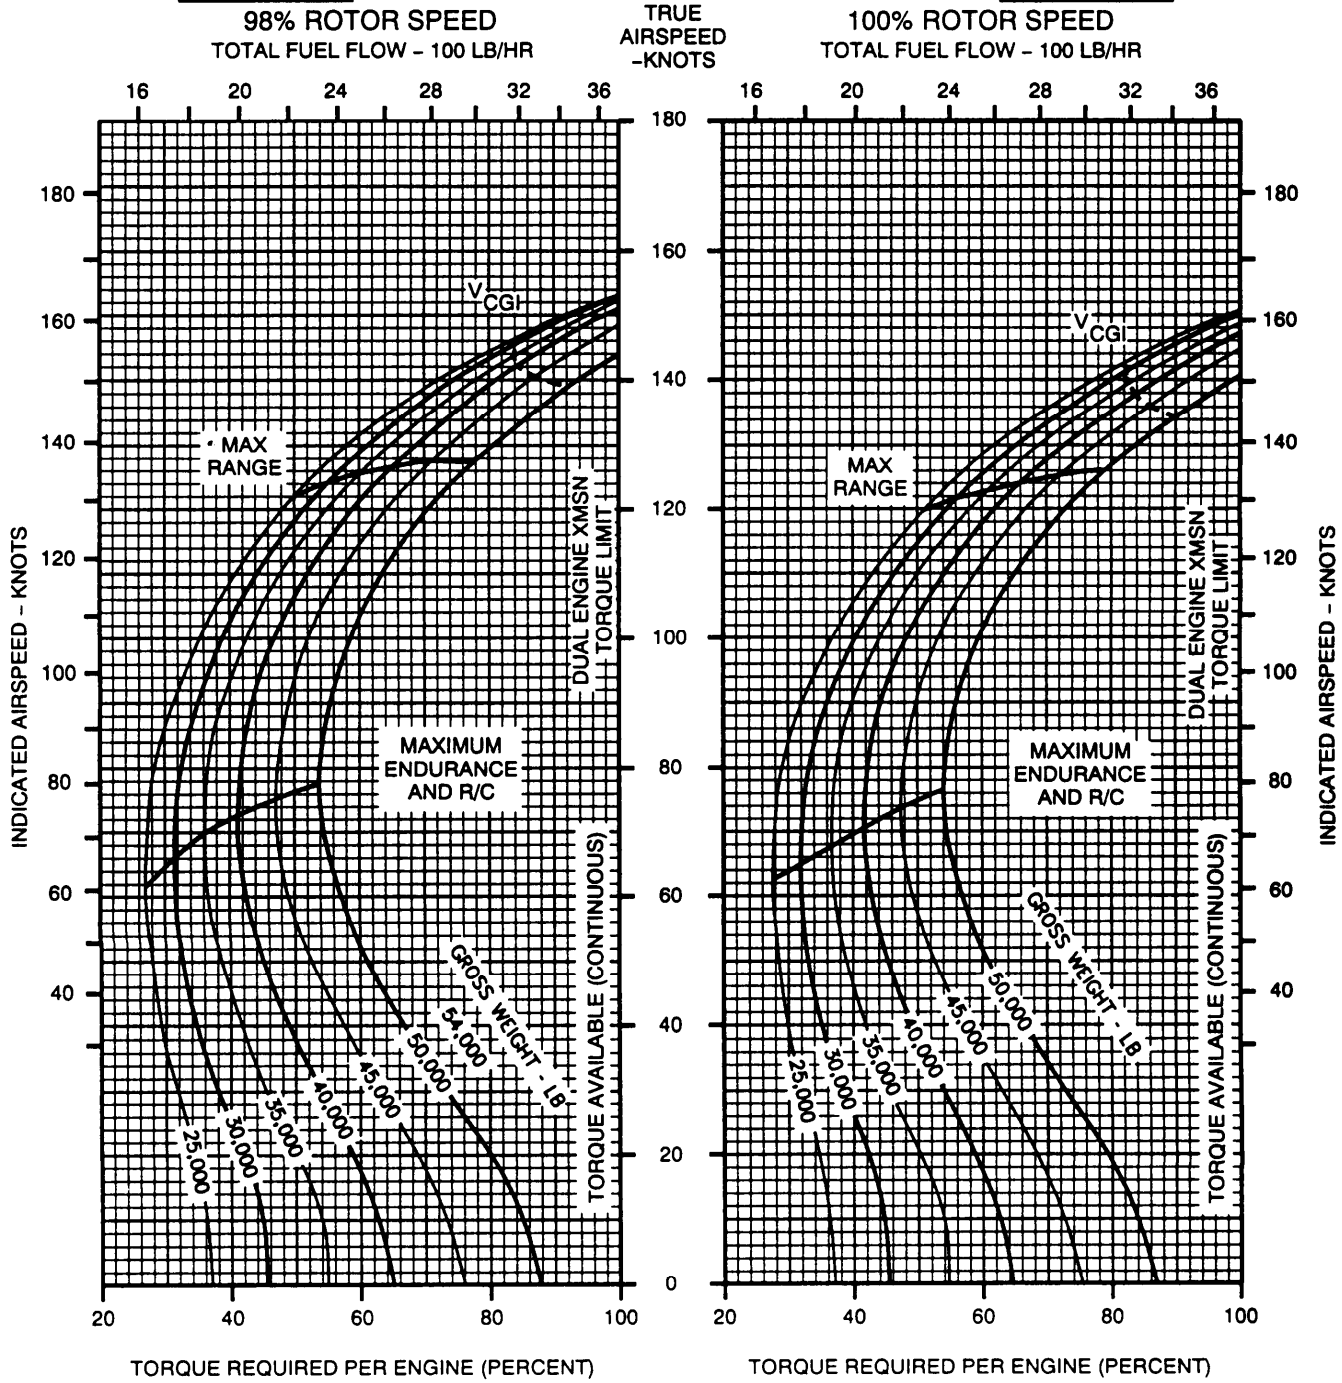 98% ROTOR SPEED
TOTAL FUEL FLOW – 100 LB/HR
TRUE
AIRSPEED
–KNOTS
100% ROTOR SPEED
TOTAL FUEL FLOW – 100 LB/HR
16 20 24 28 32 36
16 20 24 28 32 36
180
160
140
120
100
80
60
40
20
0
INDICATED AIRSPEED – KNOTS
180
160
140
120
100
80
60
40
VCGI
MAX
RANGE
DUAL ENGINE XMSN
TORQUE LIMIT
MAXIMUM
ENDURANCE
AND R/C
TORQUE AVAILABLE (CONTINUOUS)
GROSS WEIGHT - LB
54,000
50,000
45,000
40,000
35,000
30,000
25,000
20 40 60 80 100
TORQUE REQUIRED PER ENGINE (PERCENT)
VCGI
MAX
RANGE
DUAL ENGINE XMSN
TORQUE LIMIT
MAXIMUM
ENDURANCE
AND R/C
TORQUE AVAILABLE (CONTINUOUS)
GROSS WEIGHT - LB
50,000
45,000
40,000
35,000
30,000
25,000
180
160
140
120
100
80
60
40
INDICATED AIRSPEED – KNOTS
20 40 60 80 100
TORQUE REQUIRED PER ENGINE (PERCENT)